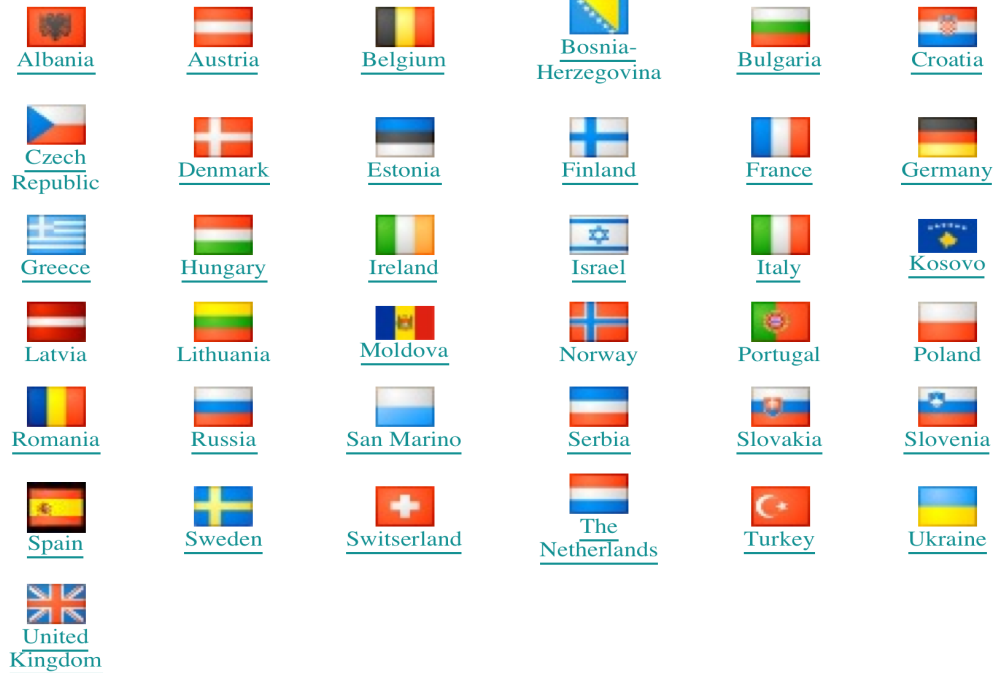 Albania Austria Belgium Bosnia- Bulgaria Croatia
Herzegovina
Czech Denmark Estonia Finland France Germany
Republic
Greece Hungary Ireland Israel Italy Kosovo
Latvia Lithuania Moldova Norway Portugal Poland
Romania Russia San Marino Serbia Slovakia Slovenia
Spain Sweden Switserland The Turkey Ukraine
Netherlands
United
Kingdom